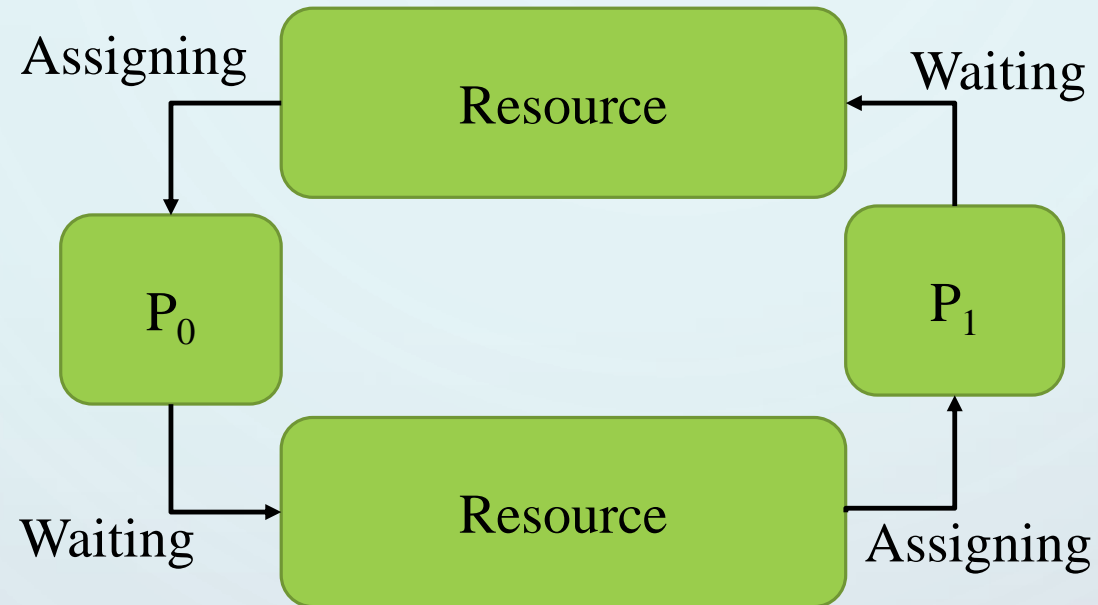 Assigning
Resource
Waiting
P₀
P₁
Waiting
Resource
Assigning